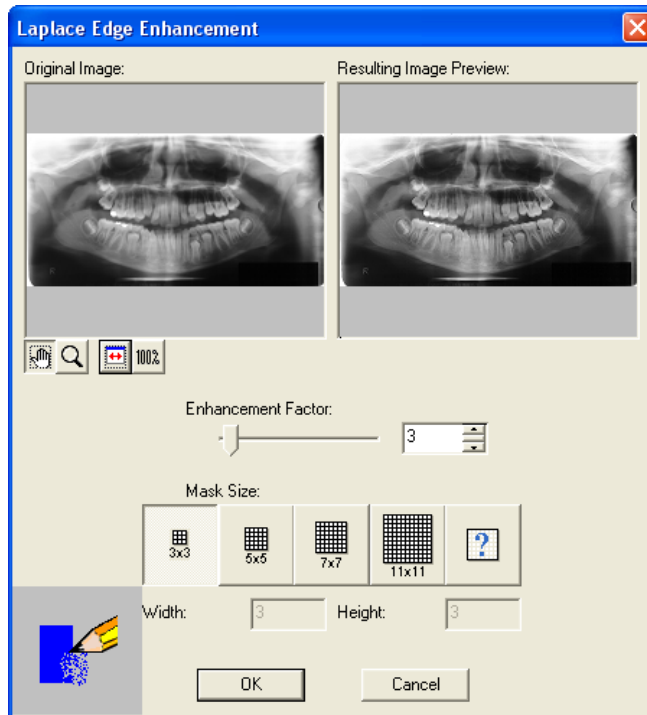 Laplace Edge Enhancement
Original Image:
Resulting Image Preview:
R
R
100%
Enhancement Factor:
3
Mask Size:
3x3
5x5
7x7
11x11
?
Width:
3
Height:
3
OK
Cancel